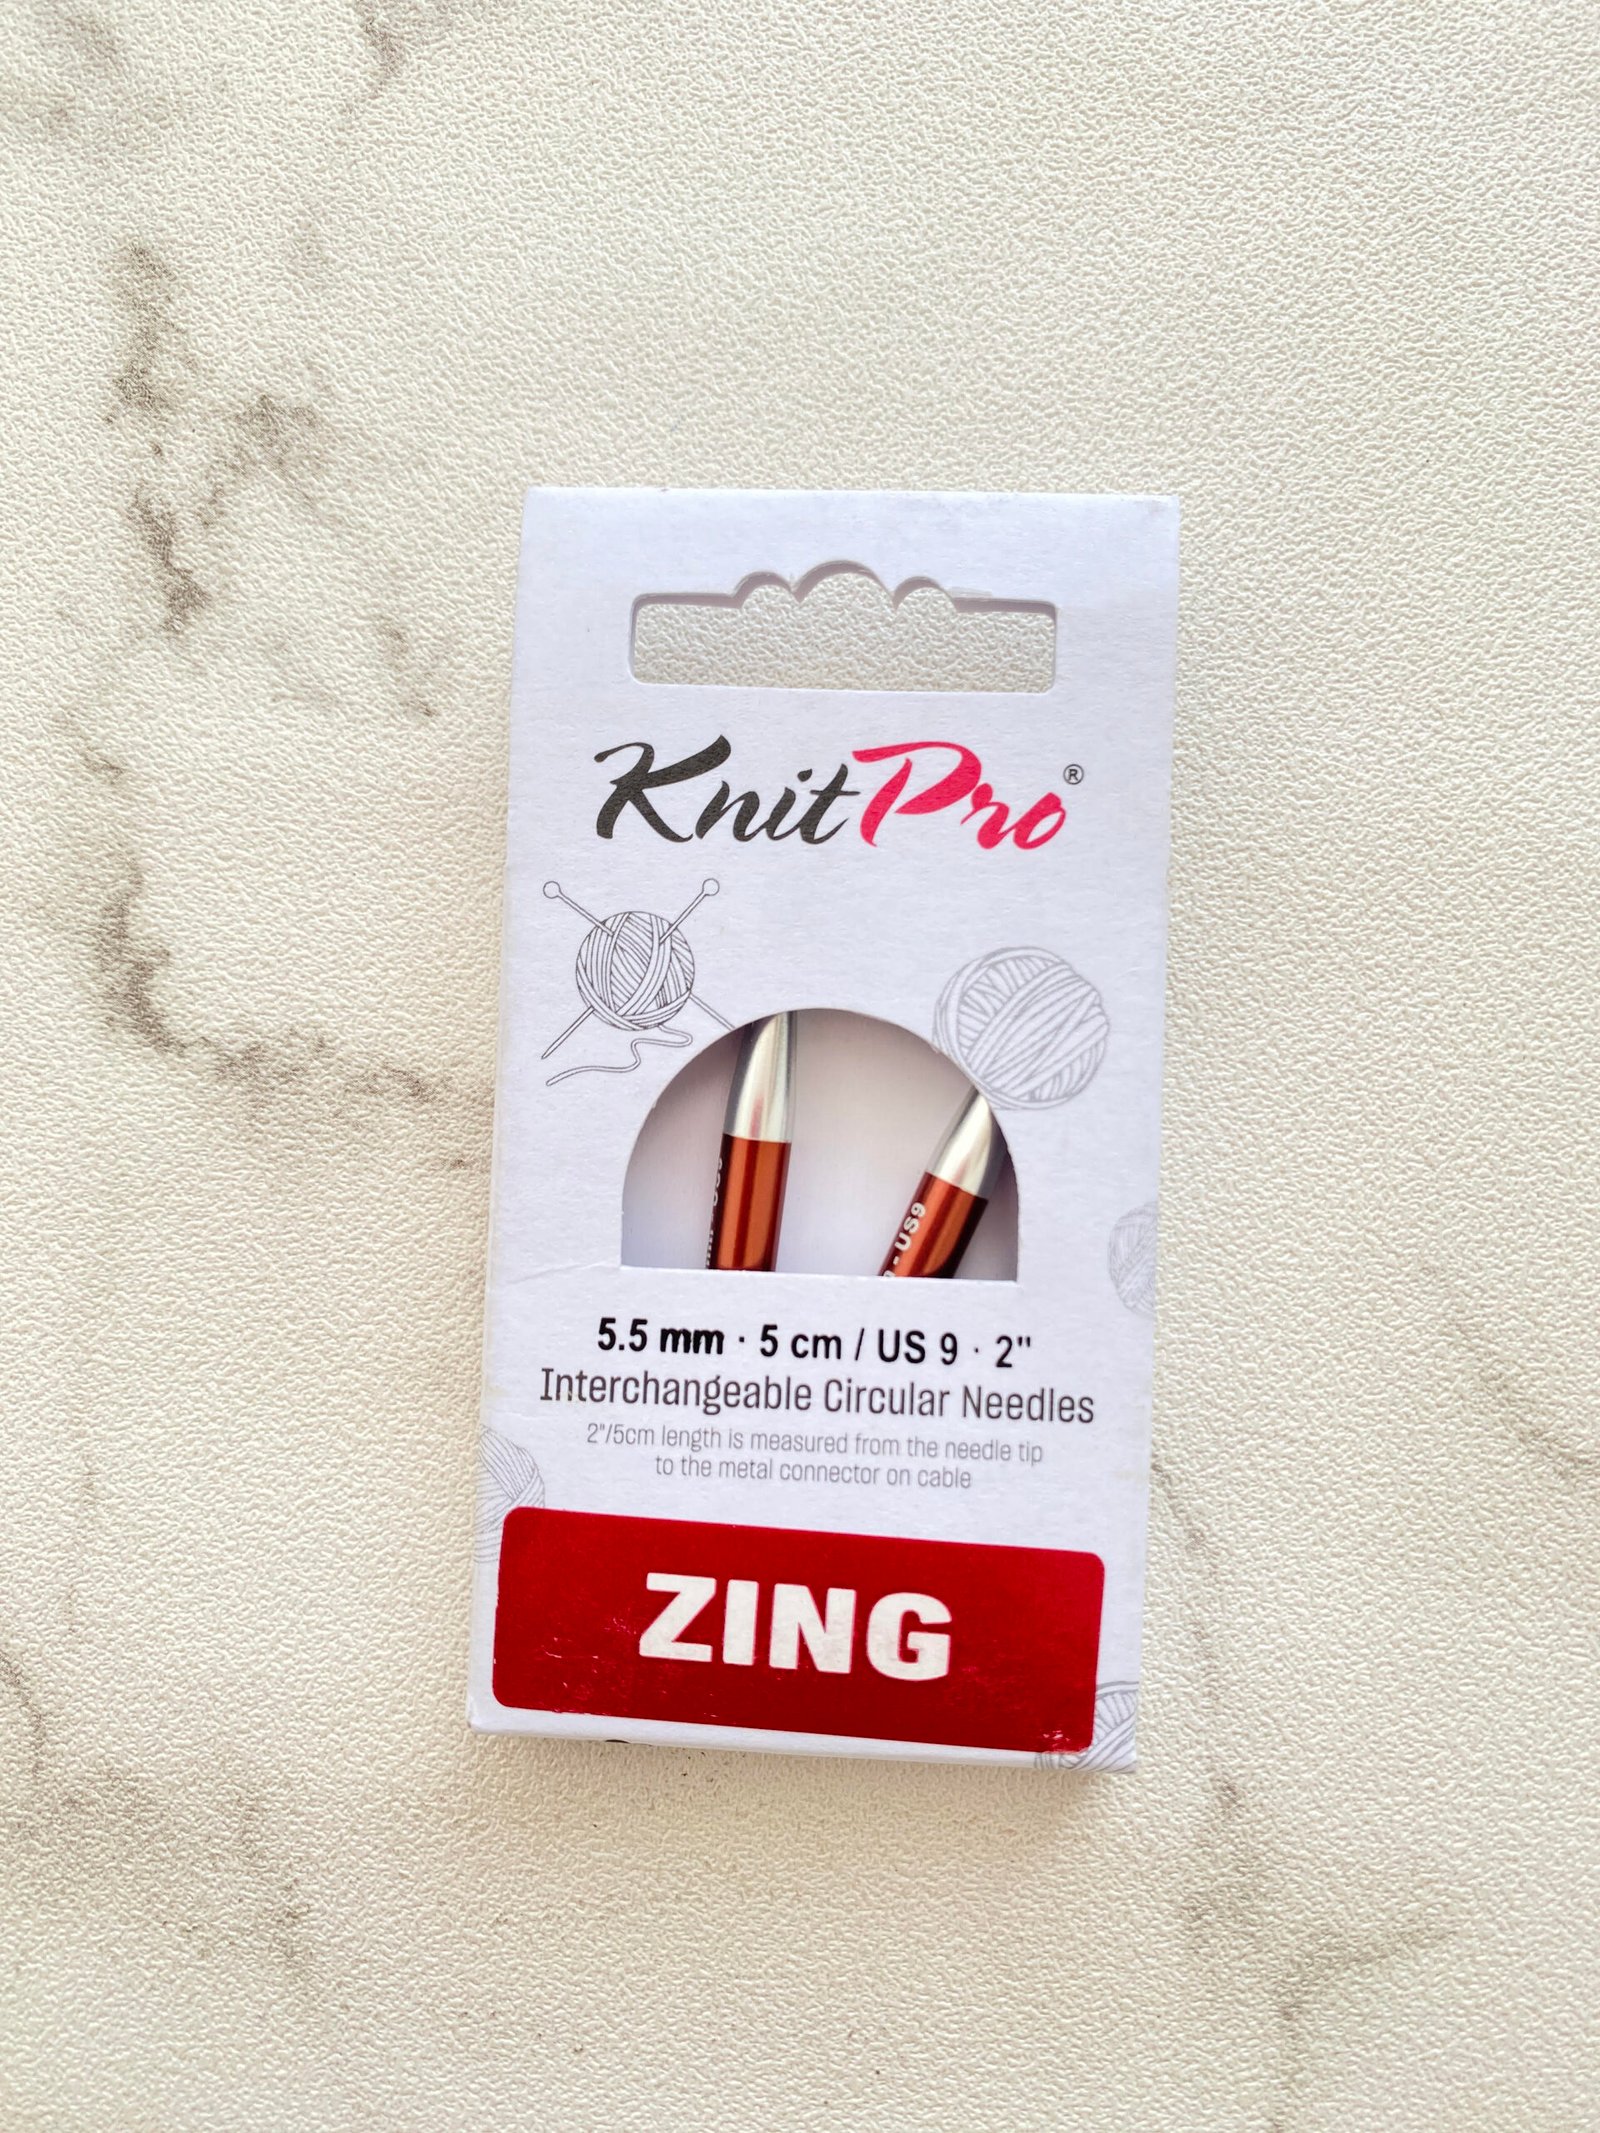 KnitPro®
- US9
5.5 mm · 5 cm / US 9 · 2"
Interchangeable Circular Needles
2"/5cm length is measured from the needle tip
to the metal connector on cable
ZING